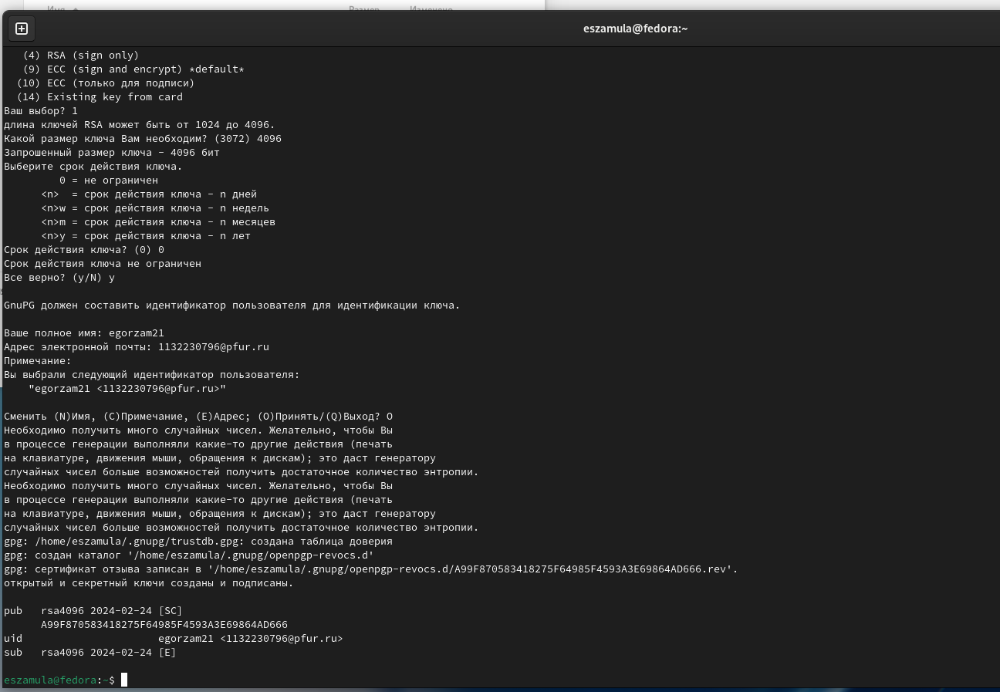 Имя
Размер
Изменено
eszamula@fedora:~
(4) RSA (sign only)
(9) ECC (sign and encrypt) *default*
(10) ECC (только для подписи)
(14) Existing key from card
Ваш выбор? 1
длина ключей RSA может быть от 1024 до 4096.
Какой размер ключа Вам необходим? (3072) 4096
Запрошенный размер ключа - 4096 бит
Выберите срок действия ключа.
0 = не ограничен
<n>  = срок действия ключа - n дней
<n>w = срок действия ключа - n недель
<n>m = срок действия ключа - n месяцев
<n>y = срок действия ключа - n лет
Срок действия ключа? (0) 0
Срок действия ключа не ограничен
Все верно? (y/N) y
GnuPG должен составить идентификатор пользователя для идентификации ключа.
Ваше полное имя: egorzam21
Адрес электронной почты: 1132230796@pfur.ru
Примечание:
Вы выбрали следующий идентификатор пользователя:
"egorzam21 <1132230796@pfur.ru>"
Сменить (N)Имя, (C)Примечание, (E)Адрес; (O)Принять/(Q)Выход? O
Необходимо получить много случайных чисел. Желательно, чтобы Вы
в процессе генерации выполняли какие-то другие действия (печать
на клавиатуре, движения мыши, обращения к дискам); это даст генератору
случайных чисел больше возможностей получить достаточное количество энтропии.
Необходимо получить много случайных чисел. Желательно, чтобы Вы
в процессе генерации выполняли какие-то другие действия (печать
на клавиатуре, движения мыши, обращения к дискам); это даст генератору
случайных чисел больше возможностей получить достаточное количество энтропии.
gpg: /home/eszamula/.gnupg/trustdb.gpg: создана таблица доверия
gpg: создан каталог '/home/eszamula/.gnupg/openpgp-revocs.d'
gpg: сертификат отзыва записан в '/home/eszamula/.gnupg/openpgp-revocs.d/A99F870583418275F64985F4593A3E69864AD666.rev'.
открытый и секретный ключи созданы и подписаны.
pub   rsa4096 2024-02-24 [SC]
A99F870583418275F64985F4593A3E69864AD666
uid                      egorzam21 <1132230796@pfur.ru>
sub   rsa4096 2024-02-24 [E]
eszamula@fedora:~$